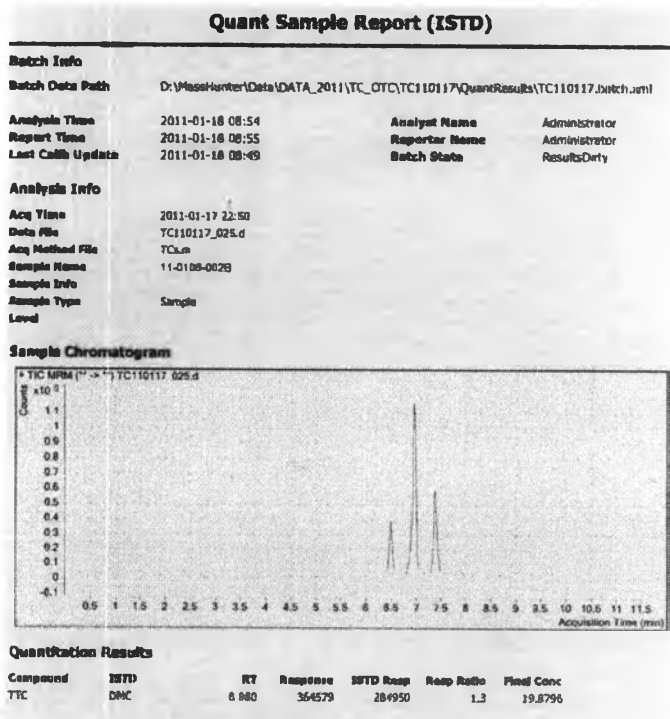 Quant Sample Report (ISTD)
Batch Info
Batch Data Path D:\MassHunter\Data\DATA_2011\TC_OTC\TC110117\QuantResults\TC110117.batch.xml
Analysis Time 2011-01-18 08:54 Analyst Name Administrator
Report Time 2011-01-18 08:55 Reporter Name Administrator
Last Calib Update 2011-01-18 08:49 Batch State ResultsDirty
Analysis Info
Acq Time 2011-01-17 22:50
Data File TC110117_025.d
Acq Method File TCs.m
Sample Name 11-0108-002B
Sample Info
Sample Type Sample
Level
Sample Chromatogram
+ TIC MRM (** -> **) TC110117_025.d
Counts
x10
1.1
1
0.9
0.8
0.7
0.6
0.5
0.4
0.3
0.2
0.1
0
-0.1
0.5 1 1.5 2 2.5 3 3.5 4 4.5 5 5.5 6 6.5 7 7.5 8 8.5 9 9.5 10 10.5 11 11.5
Acquisition Time (min)
Quantitation Results
Compound ISTD RT Response ISTD Resp Resp Ratio Final Conc
TTC DMC 6.980 364579 284950 1.3 19.8796